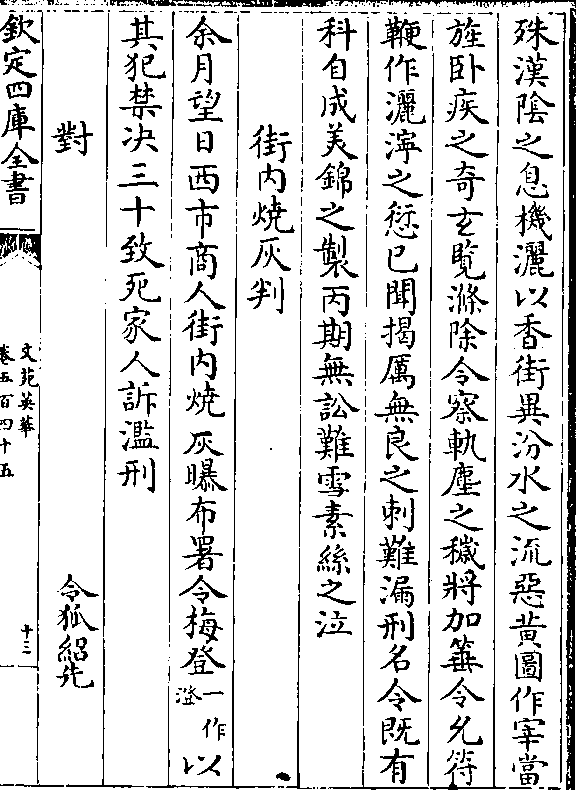 殊漢陰之息機灑以香街異汾水之流惡黄圖作宰當
旌卧疾之奇玄覽滌除令察軌塵之穢將加箠令允符
鞭作灑濘之愆已聞揭厲無良之刺難漏刑名令既有
科自成美錦之製丙期無訟難雪素絲之泣
街内燒灰判
余月望日西市商人街内燒灰曝布署令梅登一作澄以
其犯禁决三十致死家人訴濫刑
對 令狐紹先
欽定四庫全書
文苑英華
卷五百四十五
十三